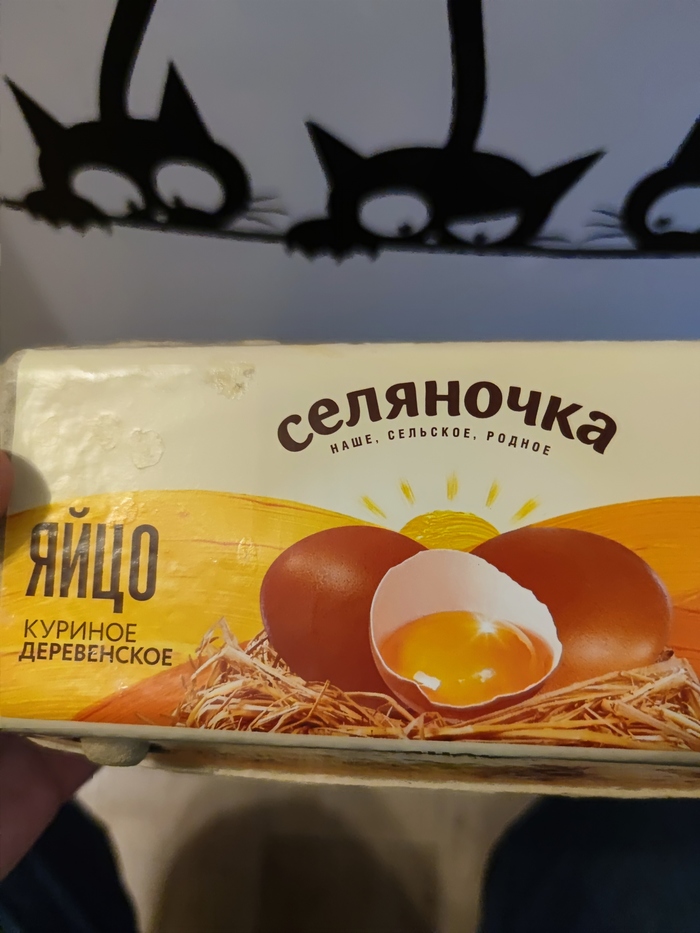 селяночка
НАШЕ, СЕЛЬСКОЕ, РОДНОЕ
ЯЙЦО
КУРИНОЕ
ДЕРЕВЕНСКОЕ